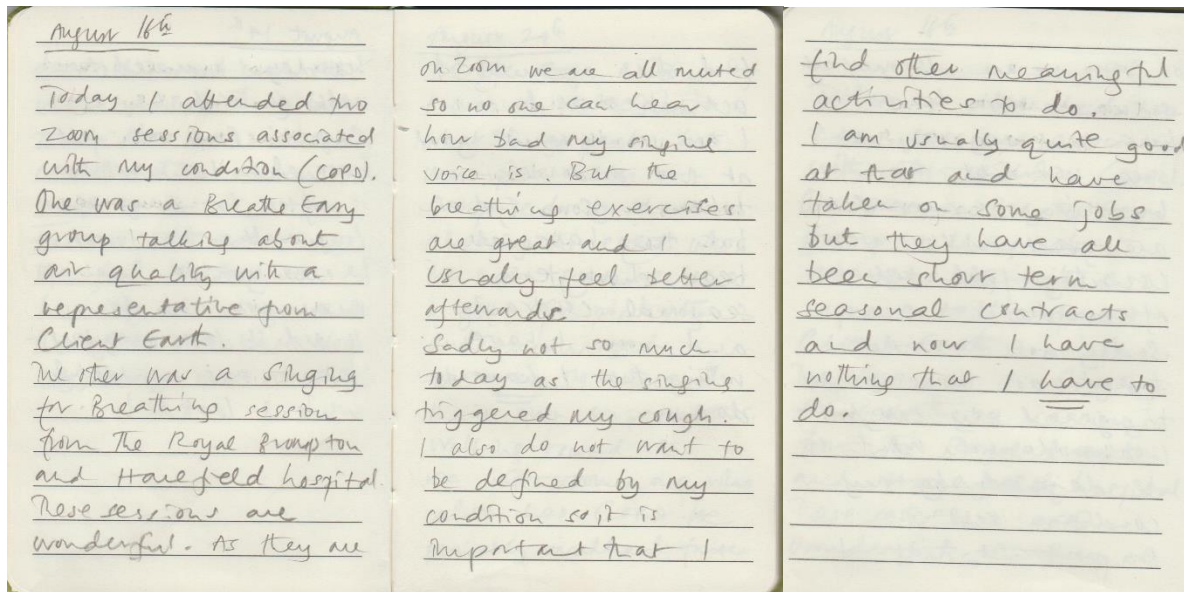 August 16th
Today I attended two
Zoom sessions associated
with my condition (COPD).
One was a Breathe Easy
group talking about
air quality with a
representative from
Client Earth.
The other was a singing
for Breathing session
from The Royal Brompton
and Harefield hospital.
These sessions are
wonderful. As they are
on Zoom we are all muted
so no one can hear
how bad my singing
voice is. But the
breathing exercises
are great and I
usually feel better
afterwards.
Sadly not so much
today as the singing
triggered my cough.
I also do not want to
be defined by my
condition so it is
important that I
find other meaningful
activities to do.
I am usually quite good
at that and have
taken on some jobs
but they have all
been short term
seasonal contracts
and now I have
nothing that I have to
do.